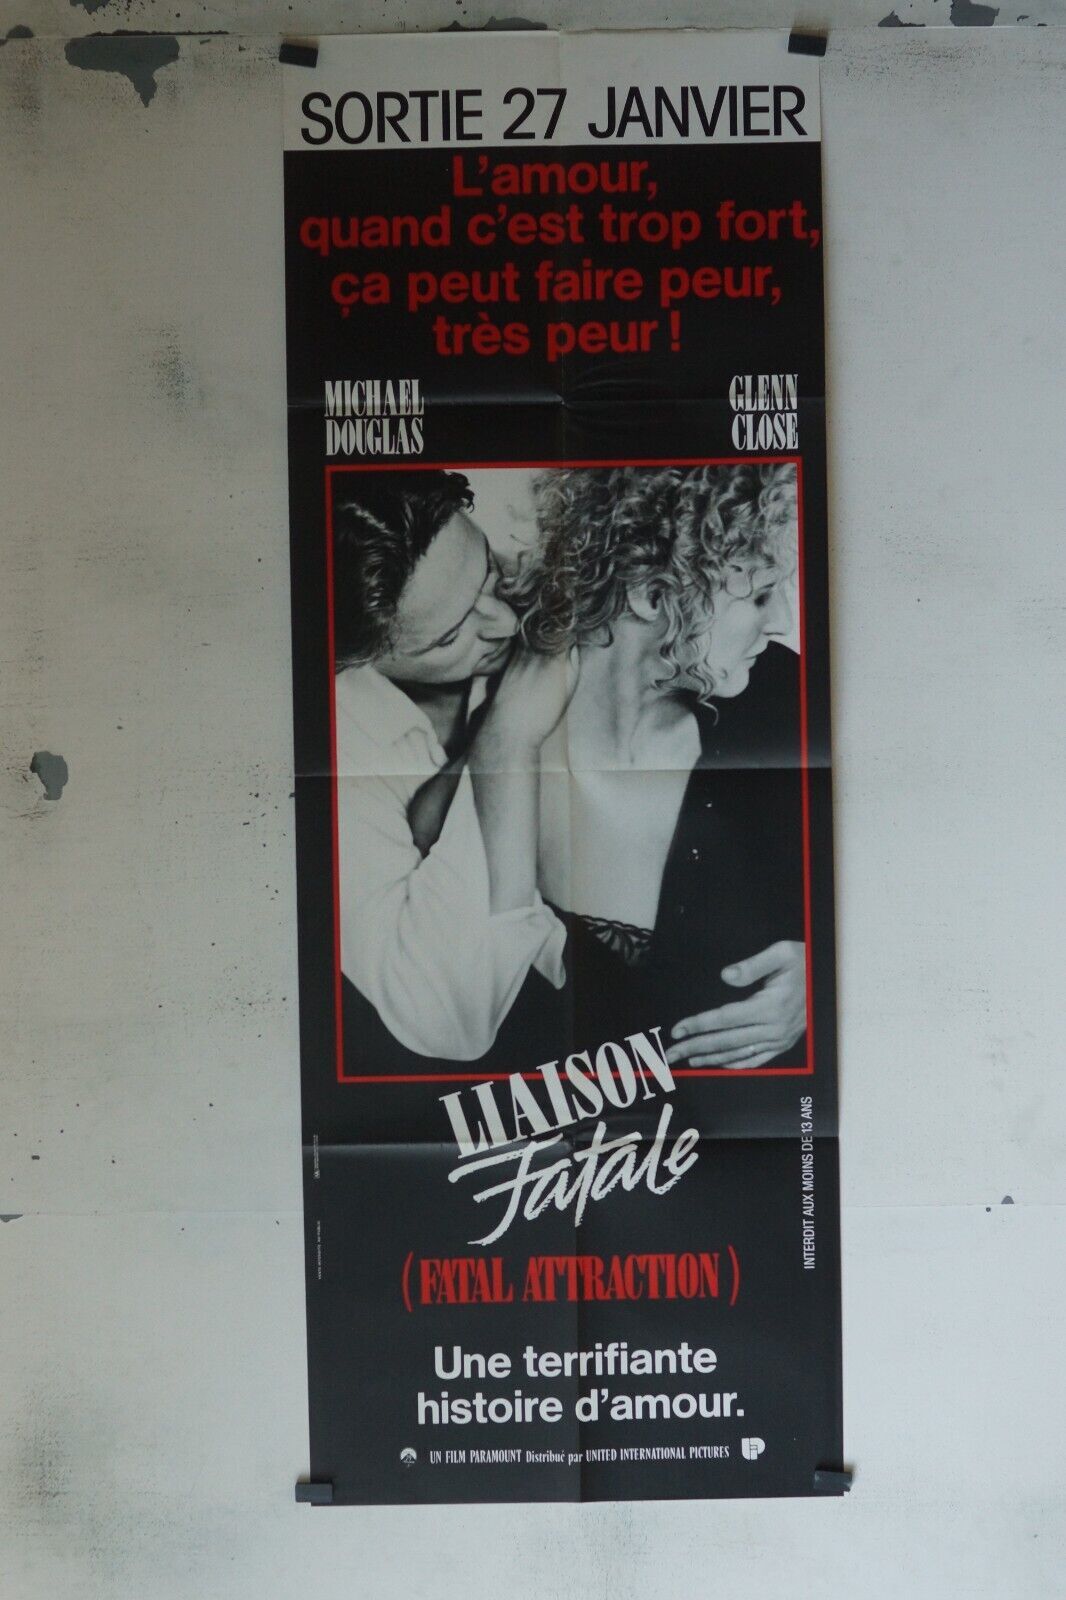 SORTIE 27 JANVIER
L'amour,
quand c'est trop fort,
ça peut faire peur,
très peur !
MICHAEL
DOUGLAS
GLENN
CLOSE
LIAISON
Fatale
INTERDIT AUX MOINS DE 13 ANS
(FATAL ATTRACTION)
Une terrifiante
histoire d'amour.
UN FILM PARAMOUNT Distribué par UNITED INTERNATIONAL PICTURES